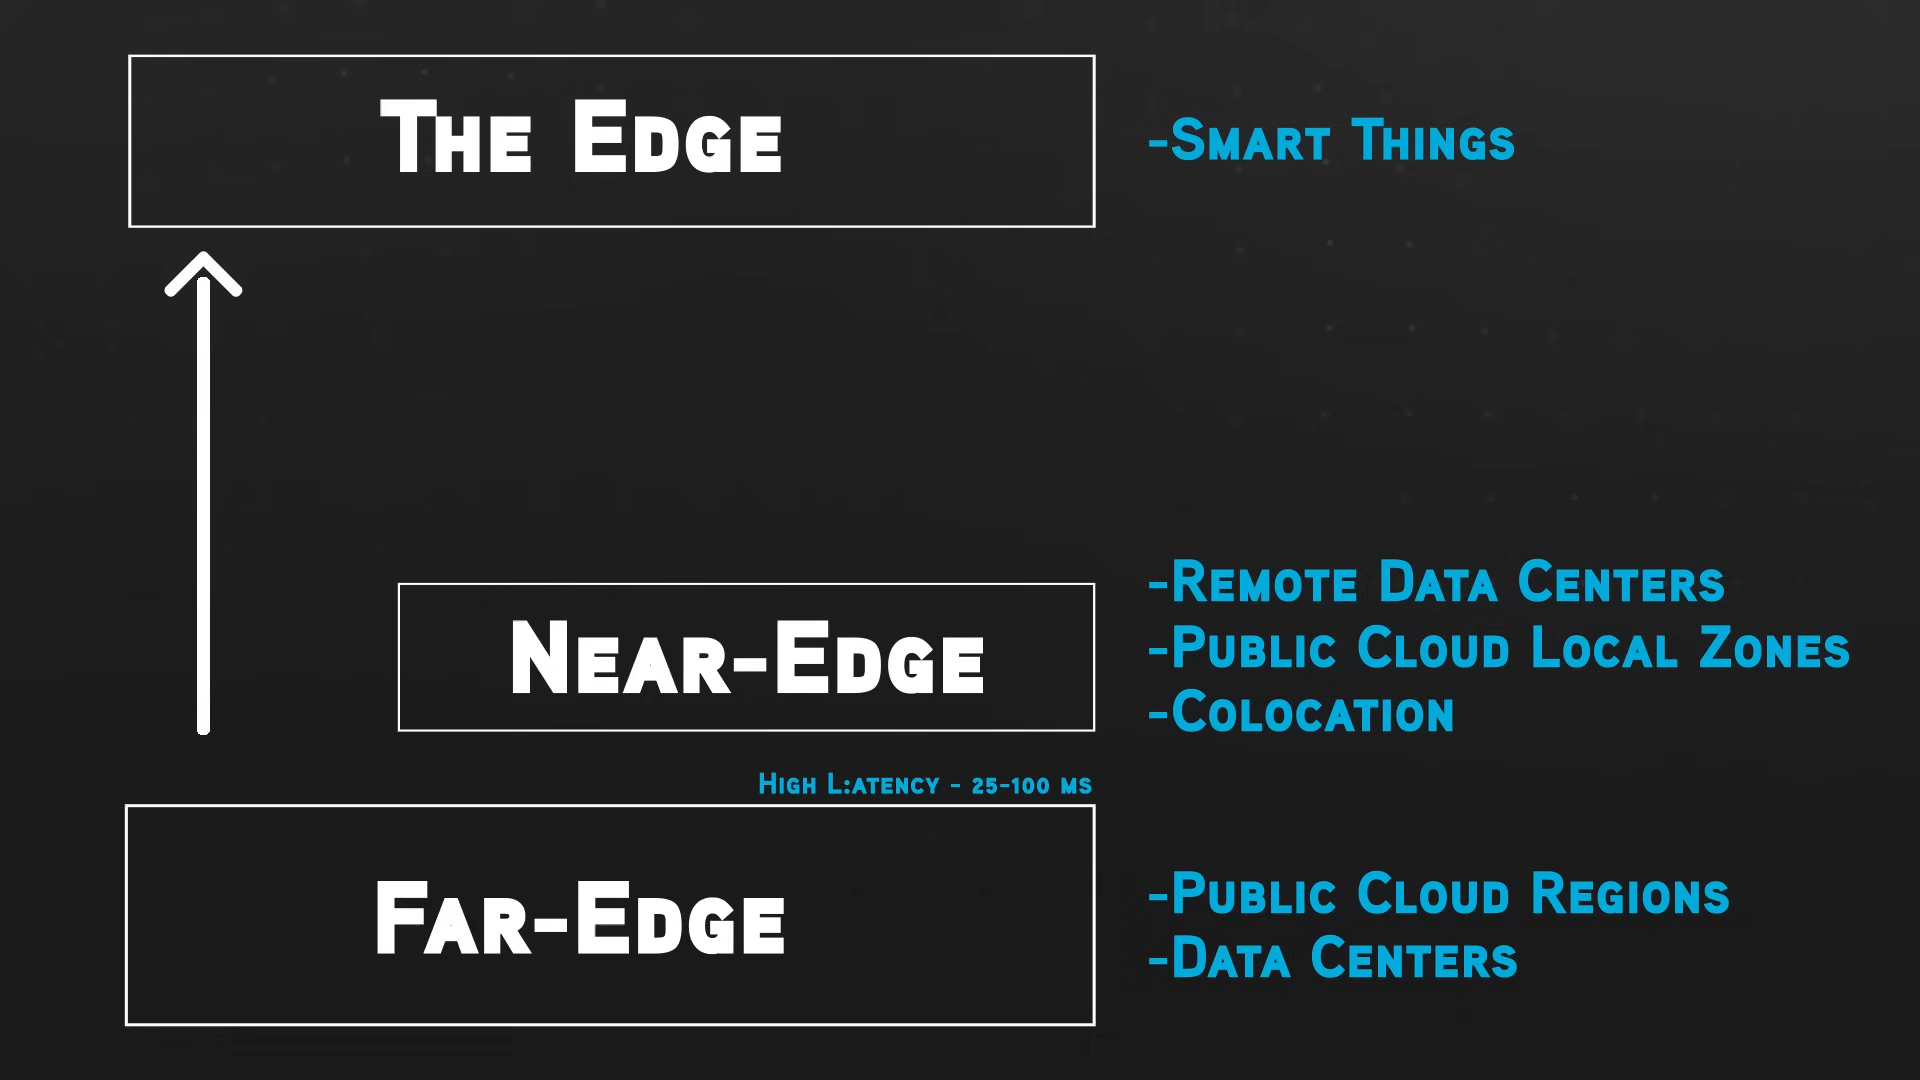 The Edge
-Smart Things
Near-Edge
-Remote Data Centers
-Public Cloud Local Zones
-Colocation
High L:atency - 25-100 ms
Far-Edge
-Public Cloud Regions
-Data Centers